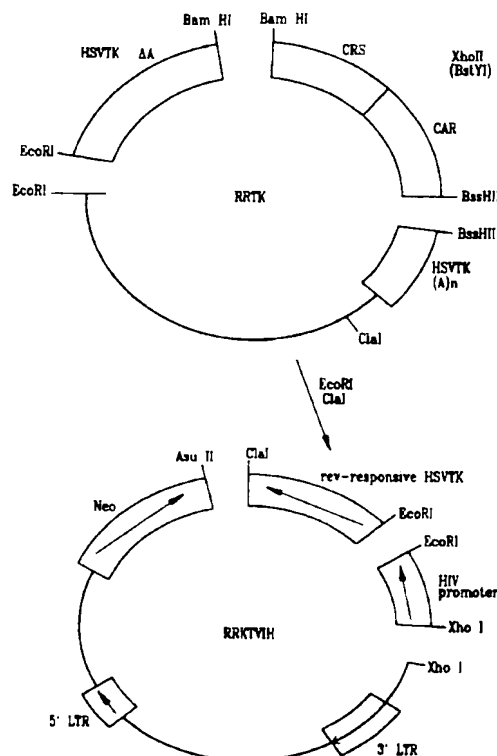 Bam HI
Bam HI
HSVTK ΔA
CRS
XhoII
(BstYI)
CAR
EcoRI
EcoRI
RRTK
BssHII
BssHII
HSVTK
(A)n
ClaI
EcoRI
ClaI
Asu II
ClaI
rev-responsive HSVTK
Neo
EcoRI
EcoRI
HIV
promoter
Xho I
RRKTVIH
Xho I
5' LTR
3' LTR